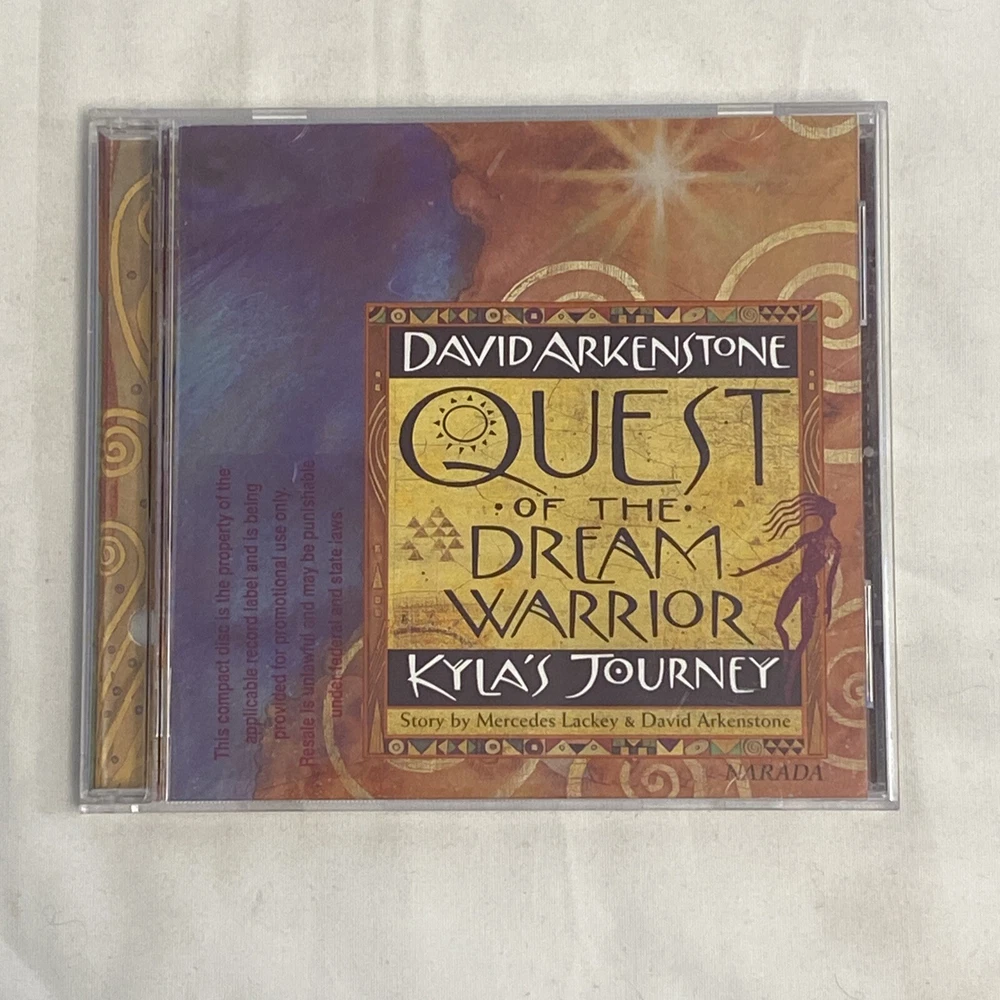 DAVID ARKENSTONE
QUEST
• OF THE •
DREAM
WARRIOR
KYLA'S JOURNEY
Story by Mercedes Lackey & David Arkenstone
NARADA
This compact disc is the property of the
applicable record label and is being
provided for promotional use only.
Resale is unlawful and may be punishable
under federal and state laws.